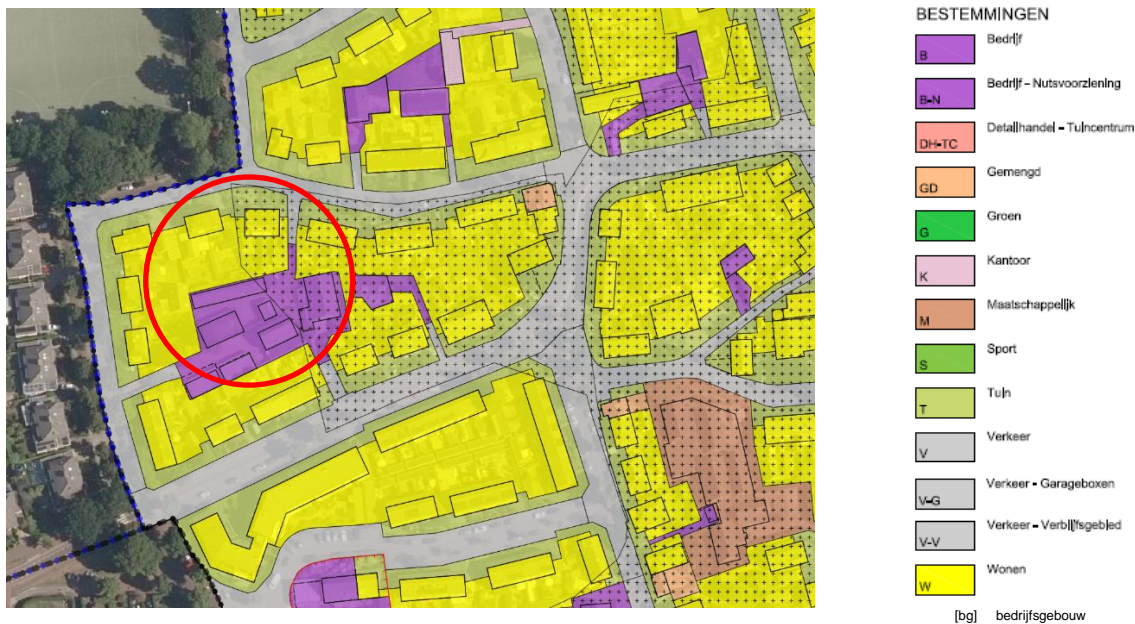 BESTEMMINGEN
B Bedrijf
B-N Bedrijf - Nutsvoorziening
DH-TC Detailhandel - Tuincentrum
GD Gemengd
G Groen
K Kantoor
M Maatschappelijk
S Sport
T Tuin
V Verkeer
V-G Verkeer - Garageboxen
V-V Verkeer - Verblijfsgebied
W Wonen
[bg] bedrijfsgebouw